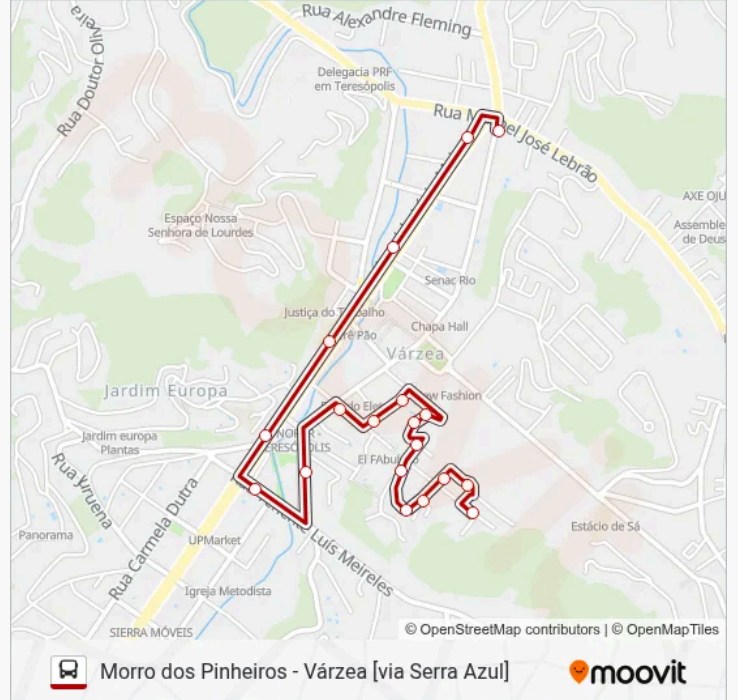 Rua Alexandre Fleming
Rua Doutor Oliveira
Delegacia PRF
em Teresópolis
José Lebrão
Rua
AXE OJU
Assemble
de Deus
Espaço Nossa
Senhora de Lourdes
Senac Rio
Justiça do
Pão
Chapa Hall
Várzea
Jardim Europa
Fashion
Jardim europa
Plantas
El
Rua Juruena
Rua Carmela Dutra
Luís Meireles
Panorama
UPMarket
Estácio de Sá
Igreja Metodista
SIERRA MÓVEIS
© OpenStreetMap contributors | © OpenMapTiles
Morro dos Pinheiros - Várzea [via Serra Azul]
moovit